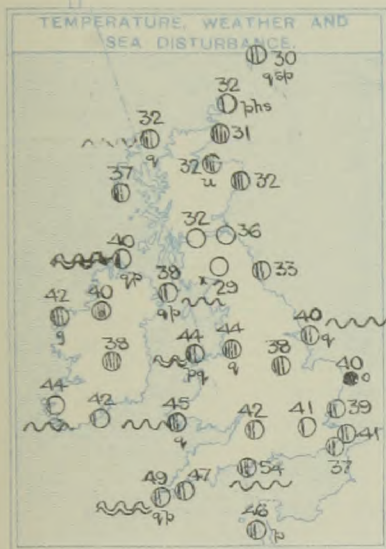 TEMPERATURE, WEATHER AND
SEA DISTURBANCE.
30
qsp
32
phs
32
q
31
37
32
u
32
32
36
40
qp
29
33
38
qp
42
g
40
40
q
44
pq
44
q
38
38
40
o
44
42
45
q
42
41
39
41
37
54
49
qp
47
46
p